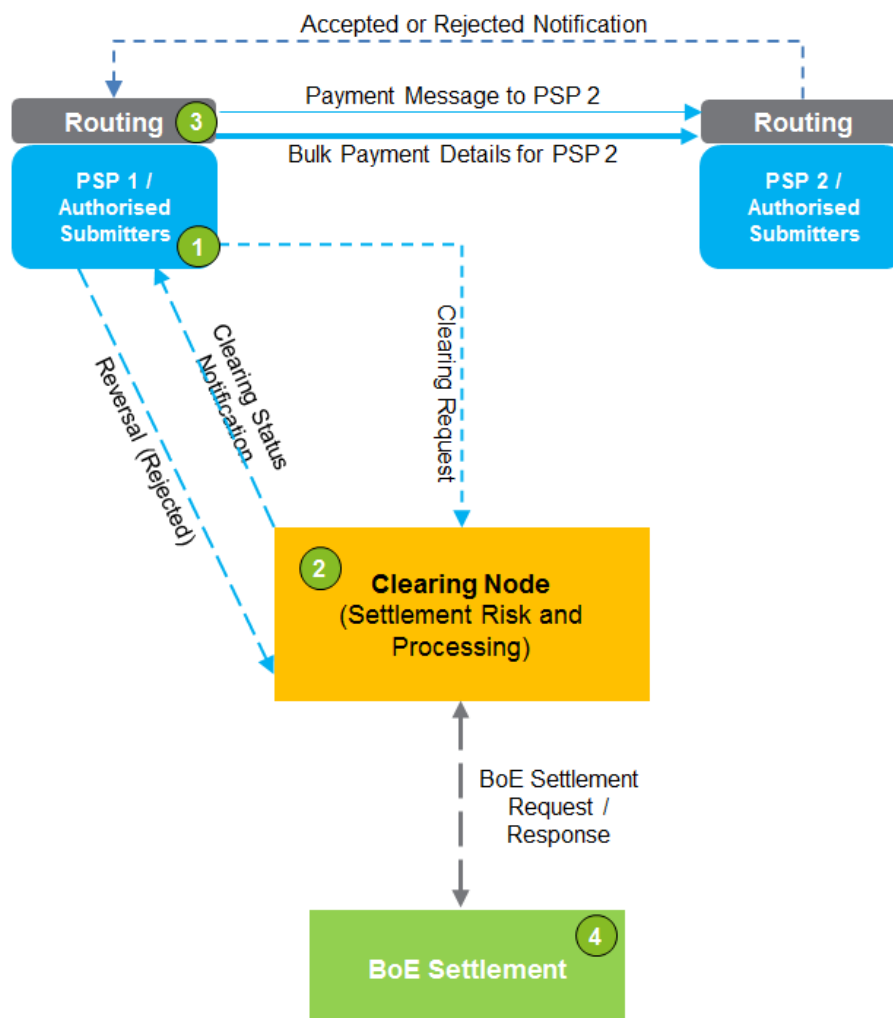 Accepted or Rejected Notification
Routing
3
Payment Message to PSP 2
Bulk Payment Details for PSP 2
Routing
PSP 1 /
Authorised
Submitters
1
PSP 2 /
Authorised
Submitters
Clearing Request
Clearing Status
Notification
Reversal (Rejected)
2
Clearing Node
(Settlement Risk and
Processing)
BoE Settlement
Request /
Response
4
BoE Settlement